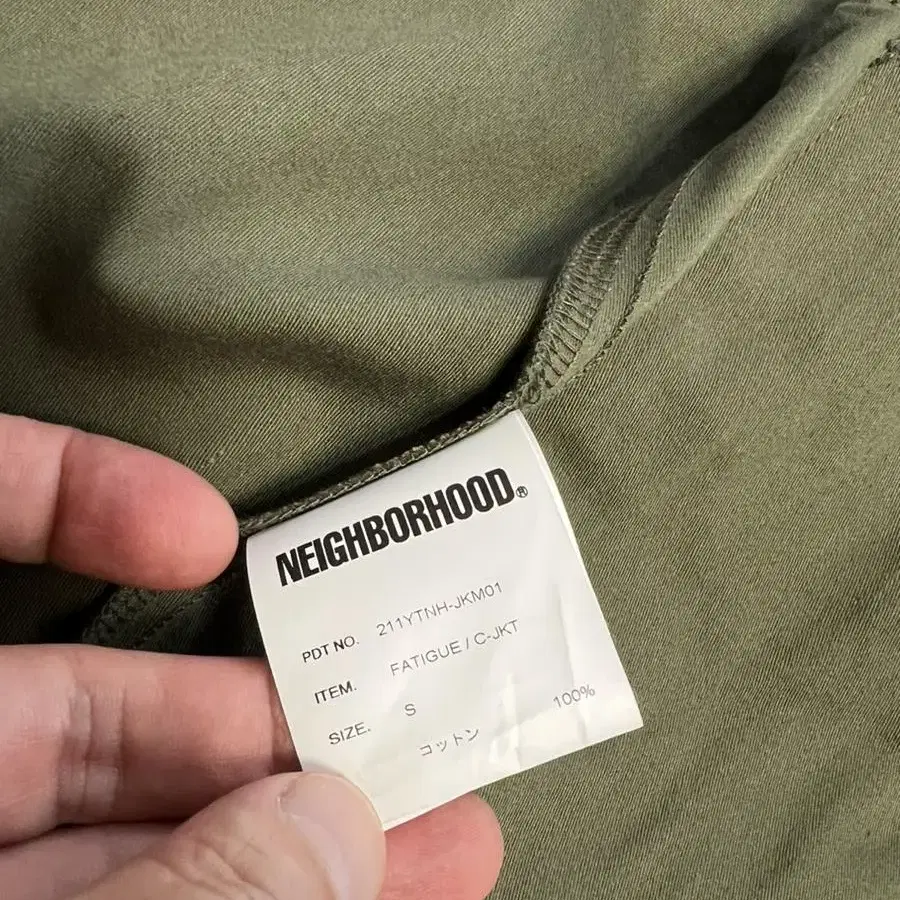 NEIGHBORHOOD®
PDT NO. 211YTNH-JKM01
ITEM. FATIGUE / C-JKT
SIZE. S
コットン 100%